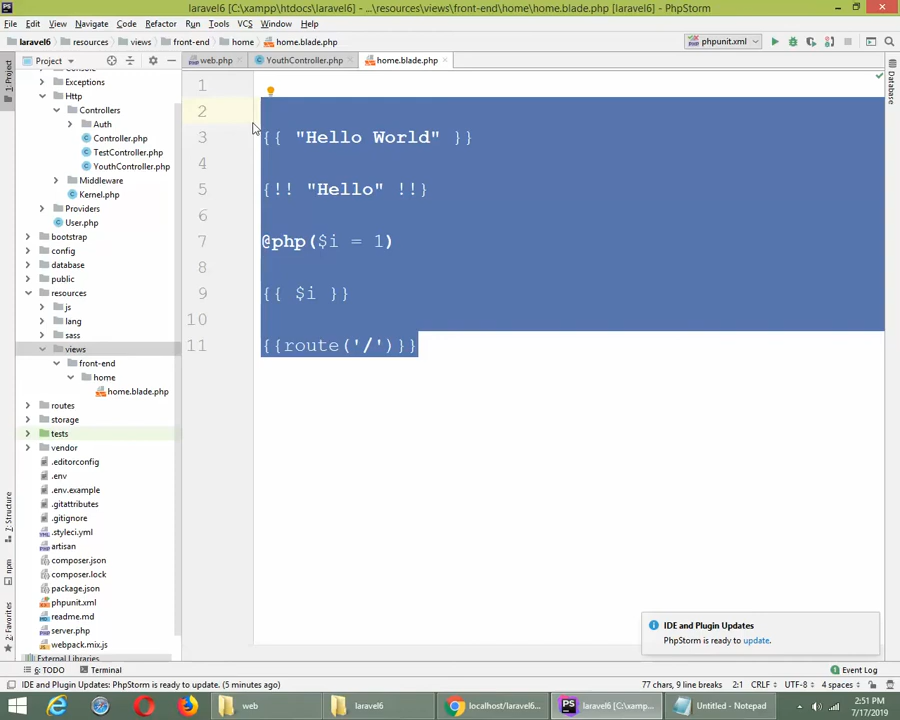 laravel6 [C:\xampp\htdocs\laravel6] - ...\resources\views\front-end\home\home.blade.php [laravel6] - PhpStorm
File Edit View Navigate Code Refactor Run Tools VCS Window Help
laravel6 resources views front-end home home.blade.php phpunit.xml
Project web.php YouthController.php home.blade.php
1: Project
Database
Console
Exceptions
Http
Controllers
Auth
Controller.php
TestController.php
YouthController.php
Middleware
Kernel.php
Providers
User.php
bootstrap
config
database
public
resources
js
lang
sass
views
front-end
home
home.blade.php
routes
storage
tests
vendor
.editorconfig
.env
.env.example
.gitattributes
.gitignore
.styleci.yml
artisan
composer.json
composer.lock
package.json
phpunit.xml
readme.md
server.php
webpack.mix.js
External Libraries
7: Structure
npm
2: Favorites
1
2
3 {{ "Hello World" }}
4
5 {!! "Hello" !!}
6
7 @php($i = 1)
8
9 {{ $i }}
10
11 {{route('/')}}
IDE and Plugin Updates
PhpStorm is ready to update.
6: TODO Terminal Event Log
IDE and Plugin Updates: PhpStorm is ready to update. (5 minutes ago) 77 chars, 9 line breaks 2:1 CRLF UTF-8 4 spaces
web laravel6 localhost/laravel6... laravel6 [C:\xamp... Untitled - Notepad 2:51 PM
7/17/2019